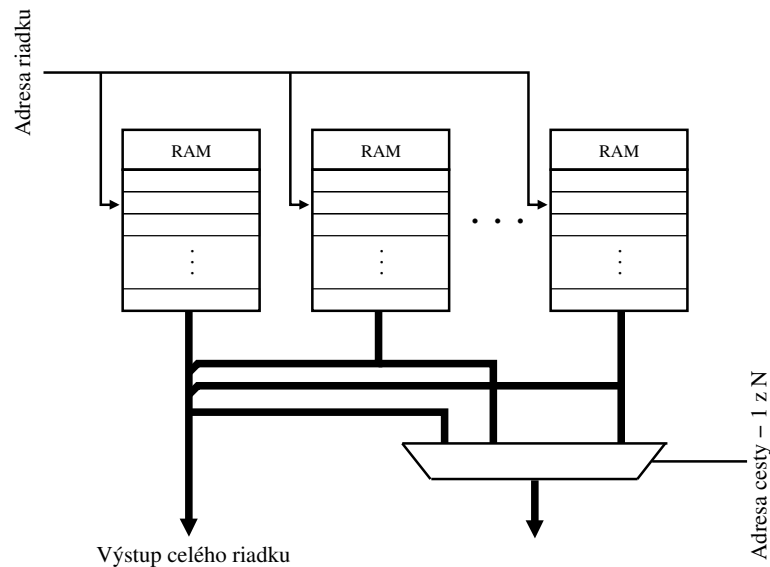 Adresa riadku
RAM
RAM
RAM
. . .
Adresa cesty – 1 z N
Výstup celého riadku